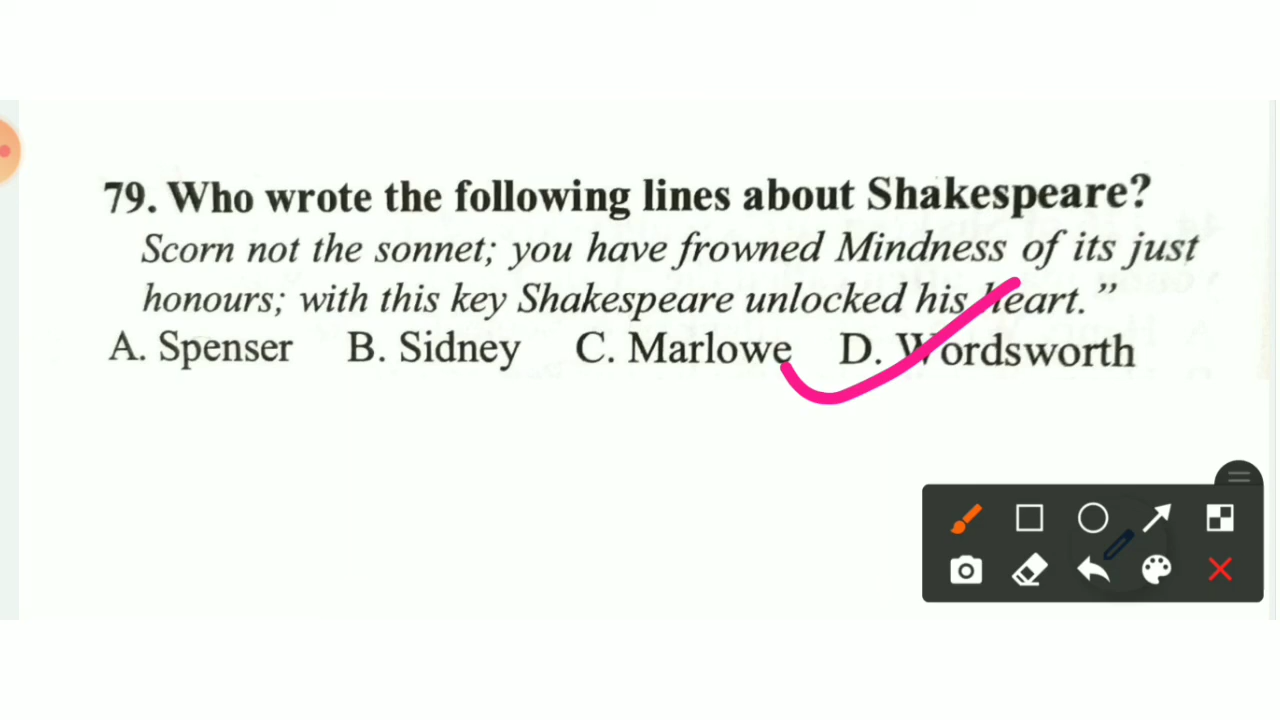 79. Who wrote the following lines about Shakespeare?
Scorn not the sonnet; you have frowned Mindness of its just
honours; with this key Shakespeare unlocked his heart.”
A. Spenser B. Sidney C. Marlowe D. Wordsworth